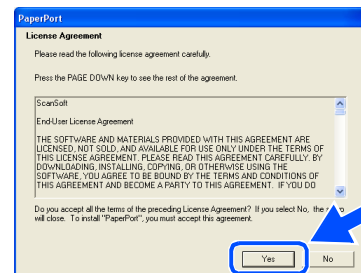 PaperPort
License Agreement
Please read the following license agreement carefully.
Press the PAGE DOWN key to see the rest of the agreement.
ScanSoft
End-User License Agreement
THE SOFTWARE AND MATERIALS PROVIDED WITH THIS AGREEMENT ARE
LICENSED, NOT SOLD, AND AVAILABLE FOR USE ONLY UNDER THE TERMS OF
THIS LICENSE AGREEMENT. PLEASE READ THIS AGREEMENT CAREFULLY. BY
DOWNLOADING, INSTALLING, COPYING, OR OTHERWISE USING THE
SOFTWARE, YOU AGREE TO BE BOUND BY THE TERMS AND CONDITIONS OF
THIS AGREEMENT AND BECOME A PARTY TO THIS AGREEMENT. IF YOU DO
Do you accept all the terms of the preceding License Agreement? If you select No, the
will close. To install "PaperPort", you must accept this agreement.
Yes
No